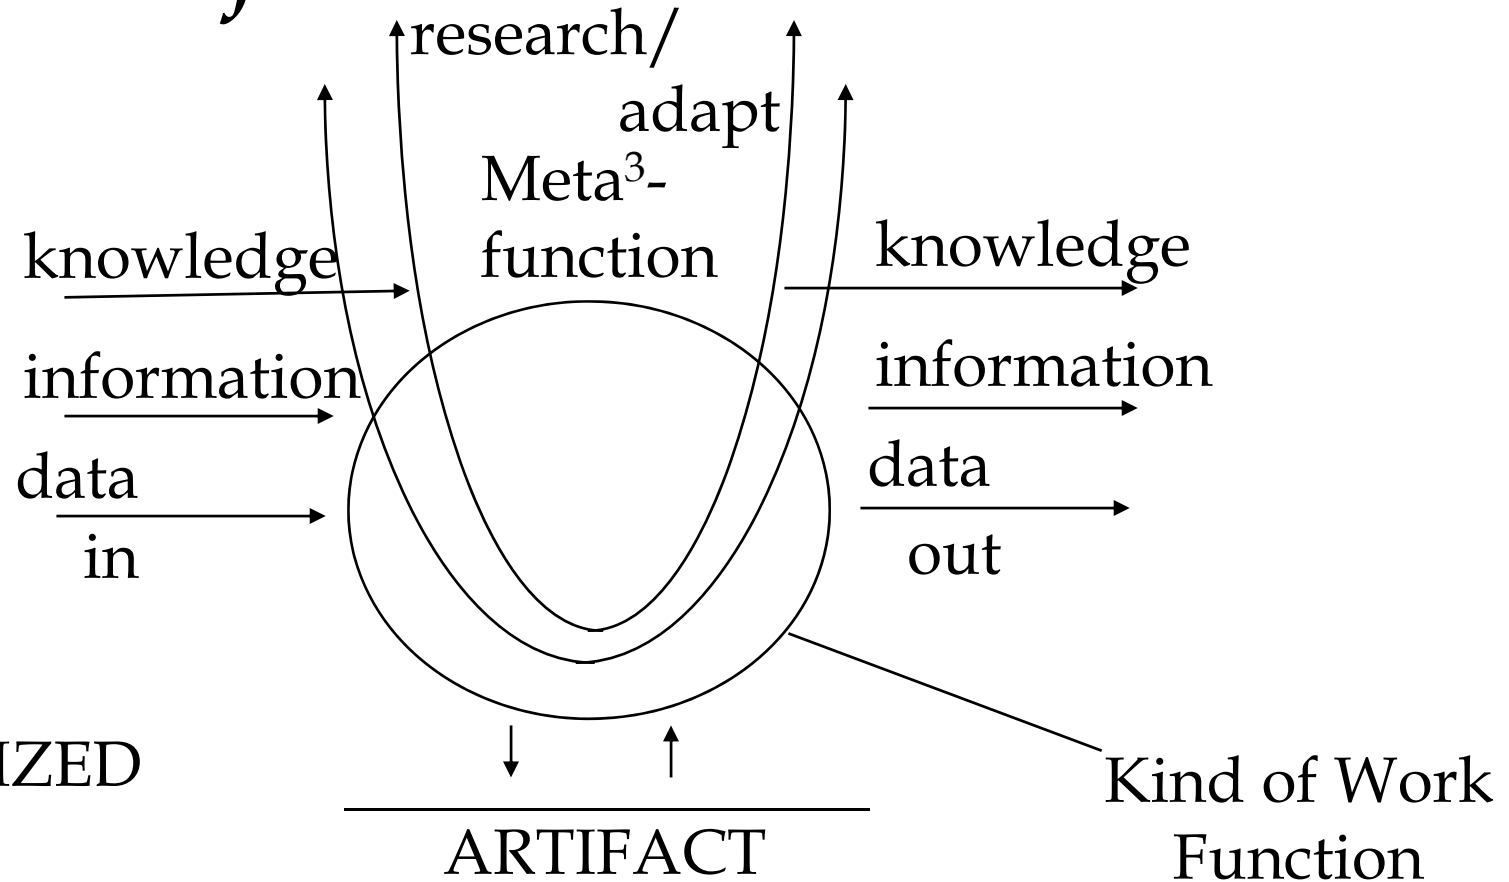 research/
adapt
Meta³-
function
knowledge
knowledge
information
information
data
data
in
out
IZED
Kind of Work
Function
ARTIFACT